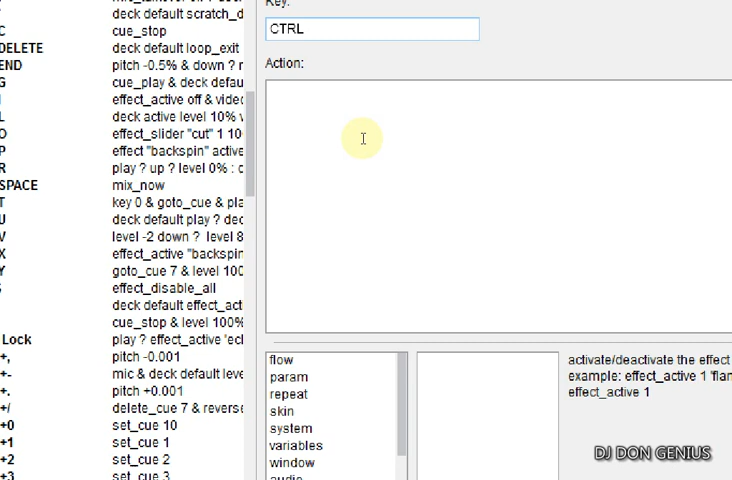 deck default scratch_d
C cue_stop
DELETE deck default loop_exit
END pitch -0.5% & down ? r
G cue_play & deck defau
effect_active off & video
L deck active level 10% v
O effect_slider "cut" 1 10
P effect "backspin" active
R play ? up ? level 0% : c
SPACE mix_now
T key 0 & goto_cue & pla
U deck default play ? dec
V level -2 down ? level 8
X effect_active "backspin
Y goto_cue 7 & level 100
effect_disable_all
deck default effect_act
cue_stop & level 100%
Lock play ? effect_active 'ecl
+, pitch -0.001
+- mic & deck default leve
+. pitch +0.001
+/ delete_cue 7 & reverse
+0 set_cue 10
+1 set_cue 1
+2 set_cue 2
+3 set_cue 3
Key:
CTRL
Action:
flow
param
repeat
skin
system
variables
window
audio
activate/deactivate the effect
example: effect_active 1 'flan
effect_active 1
DJ DON GENIUS